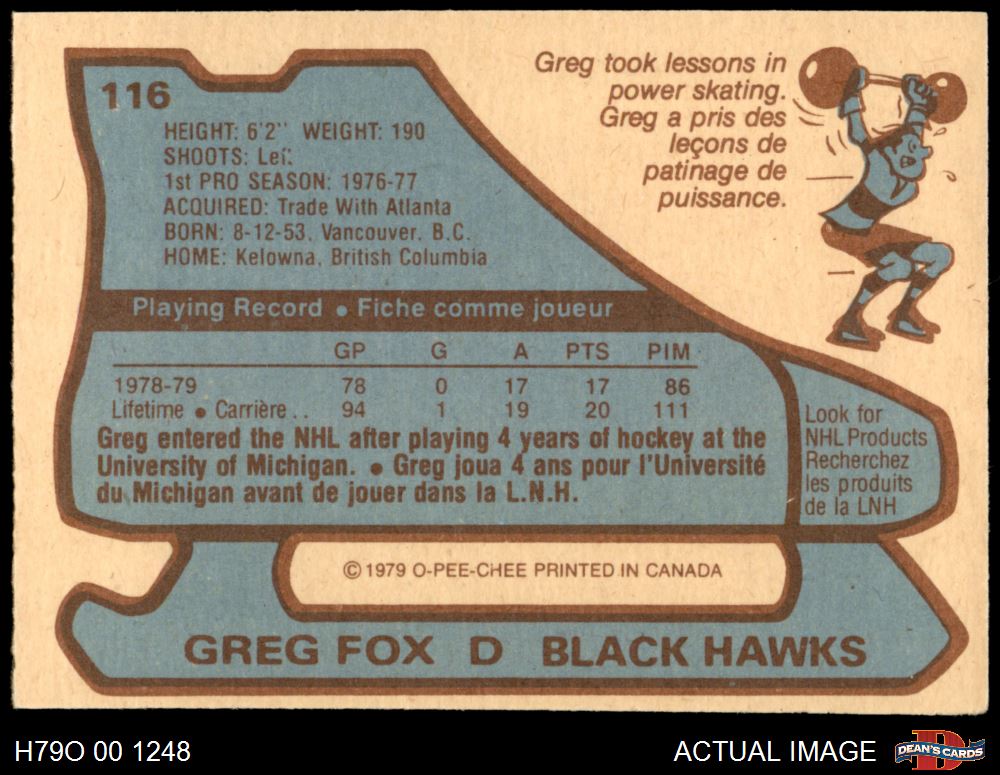 116
HEIGHT: 6'2" WEIGHT: 190
SHOOTS: Left
1st PRO SEASON: 1976-77
ACQUIRED: Trade With Atlanta
BORN: 8-12-53, Vancouver, B.C.
HOME: Kelowna, British Columbia
Greg took lessons in
power skating.
Greg a pris des
leçons de
patinage de
puissance.
Playing Record • Fiche comme joueur
GP G A PTS PIM
1978-79 78 0 17 17 86
Lifetime • Carrière .. 94 1 19 20 111
Greg entered the NHL after playing 4 years of hockey at the
University of Michigan. • Greg joua 4 ans pour l'Université
du Michigan avant de jouer dans la L.N.H.
Look for
NHL Products
Recherchez
les produits
de la LNH
© 1979 O-PEE-CHEE PRINTED IN CANADA
GREG FOX D BLACK HAWKS
H79O 00 1248
ACTUAL IMAGE
D
DEAN'S CARDS